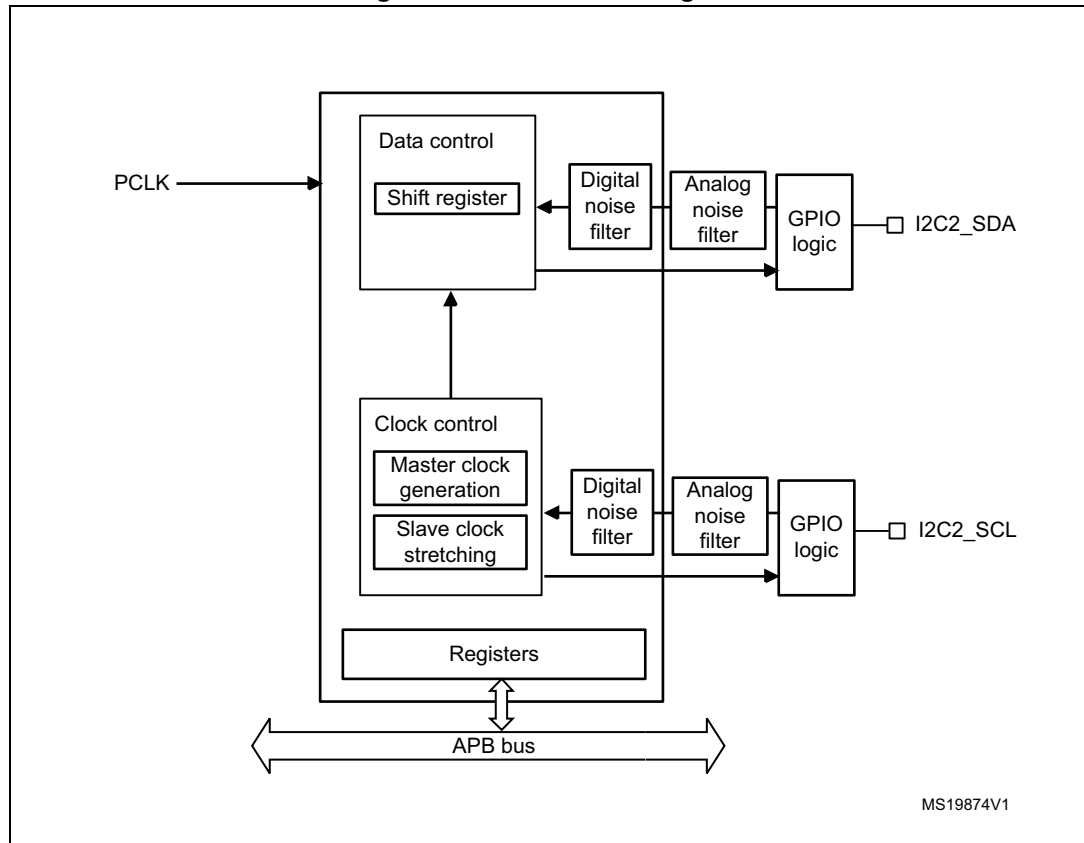 Data control
PCLK
Shift register
Digital
noise
filter
Analog
noise
filter
GPIO
logic
I2C2_SDA
Clock control
Master clock
generation
Slave clock
stretching
Digital
noise
filter
Analog
noise
filter
GPIO
logic
I2C2_SCL
Registers
APB bus
MS19874V1